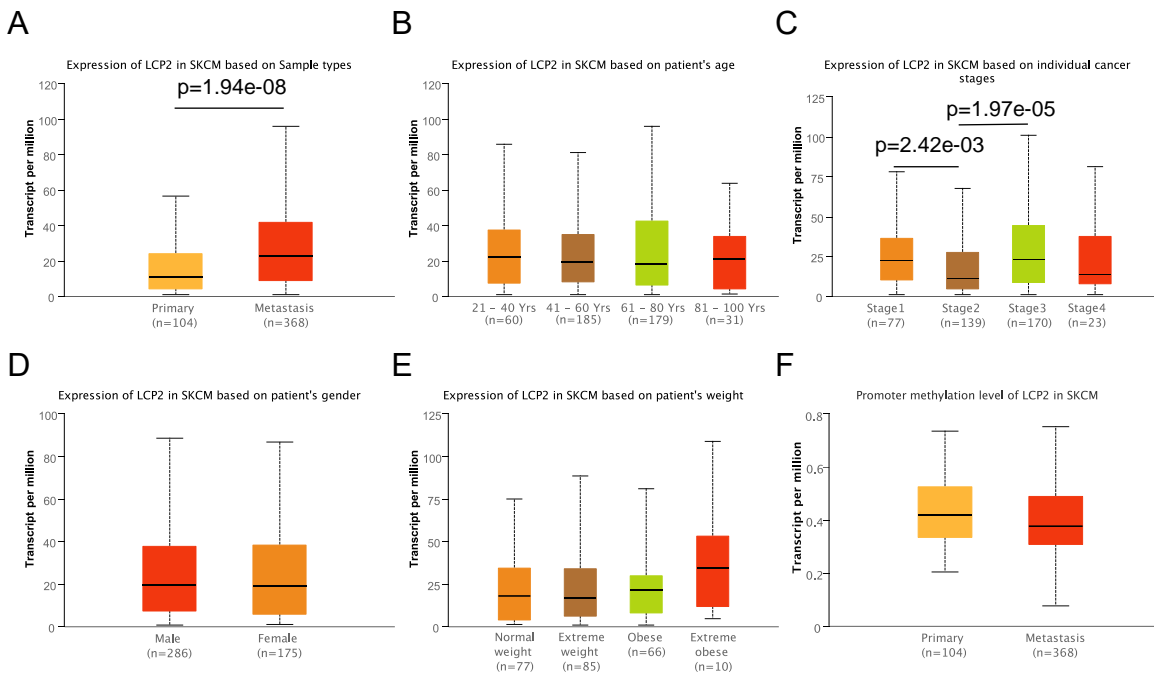 A
Expression of LCP2 in SKCM based on Sample types
Transcript per million
120
100
80
60
40
20
0
p=1.94e-08
Primary
(n=104)
Metastasis
(n=368)
B
Expression of LCP2 in SKCM based on patient's age
Transcript per million
120
100
80
60
40
20
0
21 – 40 Yrs
(n=60)
41 – 60 Yrs
(n=185)
61 – 80 Yrs
(n=179)
81 – 100 Yrs
(n=31)
C
Expression of LCP2 in SKCM based on individual cancer
stages
Transcript per million
125
100
75
50
25
0
p=1.97e-05
p=2.42e-03
Stage1
(n=77)
Stage2
(n=139)
Stage3
(n=170)
Stage4
(n=23)
D
Expression of LCP2 in SKCM based on patient's gender
Transcript per million
100
80
60
40
20
0
Male
(n=286)
Female
(n=175)
E
Expression of LCP2 in SKCM based on patient's weight
Transcript per million
125
100
75
50
25
0
Normal
weight
(n=77)
Extreme
weight
(n=85)
Obese
(n=66)
Extreme
obese
(n=10)
F
Promoter methylation level of LCP2 in SKCM
Transcript per million
0.8
0.6
0.4
0.2
0
Primary
(n=104)
Metastasis
(n=368)